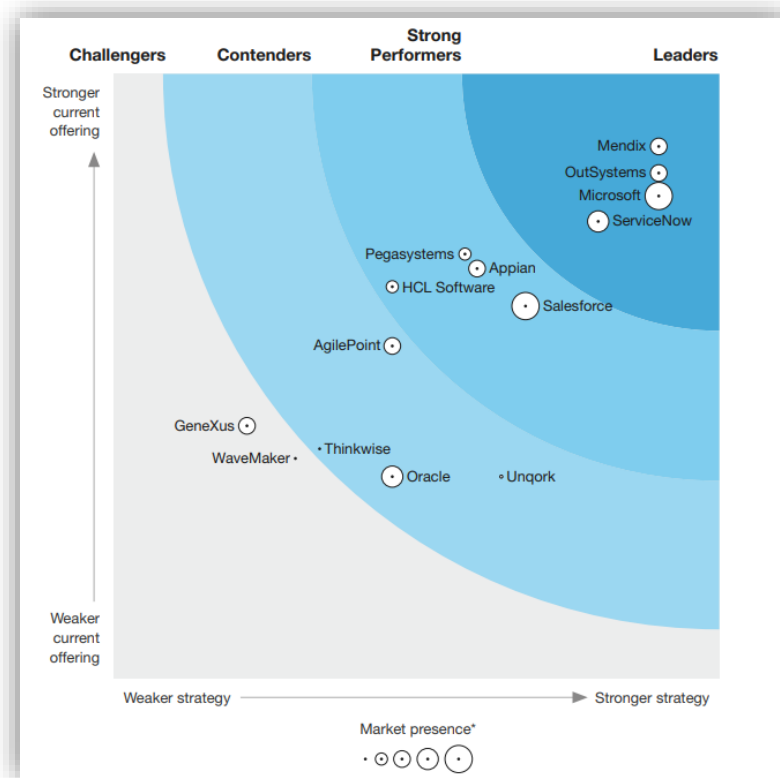 Strong
Challengers Contenders Performers Leaders
Stronger
current
offering
Mendix
OutSystems
Microsoft
ServiceNow
Pegasystems
Appian
HCL Software
Salesforce
AgilePoint
GeneXus
Thinkwise
WaveMaker
Oracle
Unqork
Weaker
current
offering
Weaker strategy
Stronger strategy
Market presence*